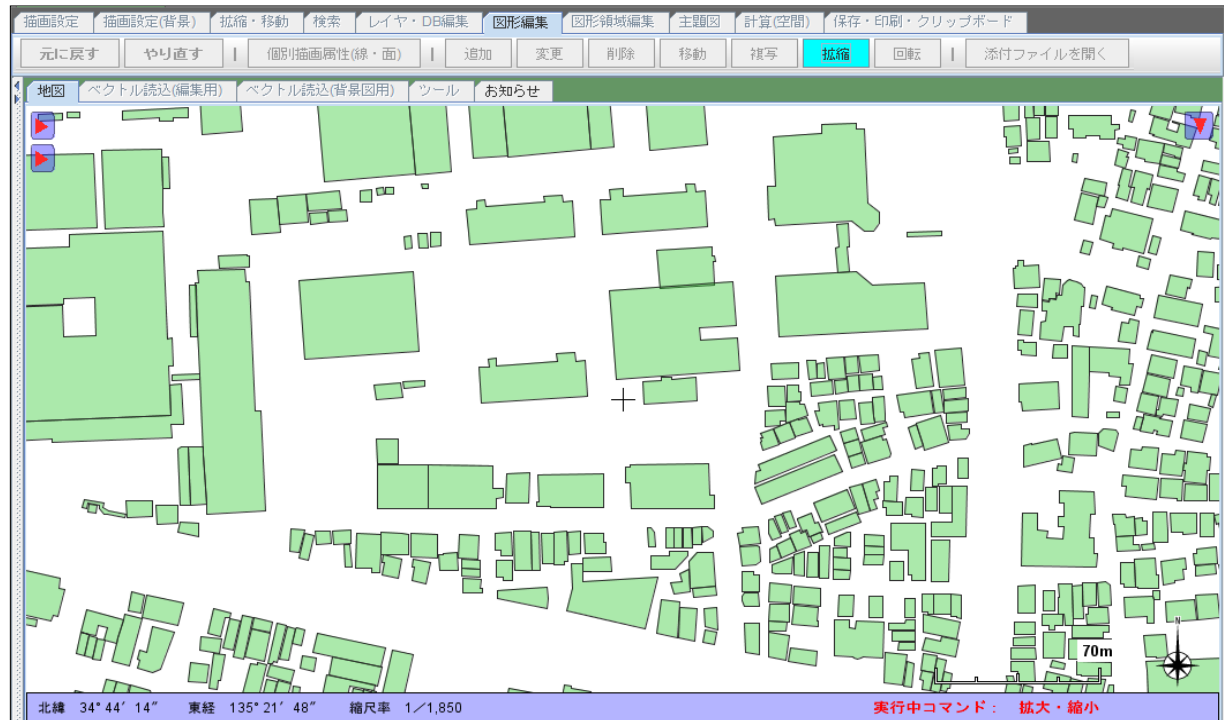 描画設定 描画設定(背景) 拡縮・移動 検索 レイヤ・DB編集 図形編集 図形領域編集 主題図 計算(空間) 保存・印刷・クリップボード
元に戻す やり直す | 個別描画属性(線・面) | 追加 変更 削除 移動 複写 拡縮 回転 | 添付ファイルを開く
地図 ベクトル読込(編集用) ベクトル読込(背景図用) ツール お知らせ
N
70m
北緯 34°44′14″ 東経 135°21′48″ 縮尺率 1／1,850 実行中コマンド： 拡大・縮小